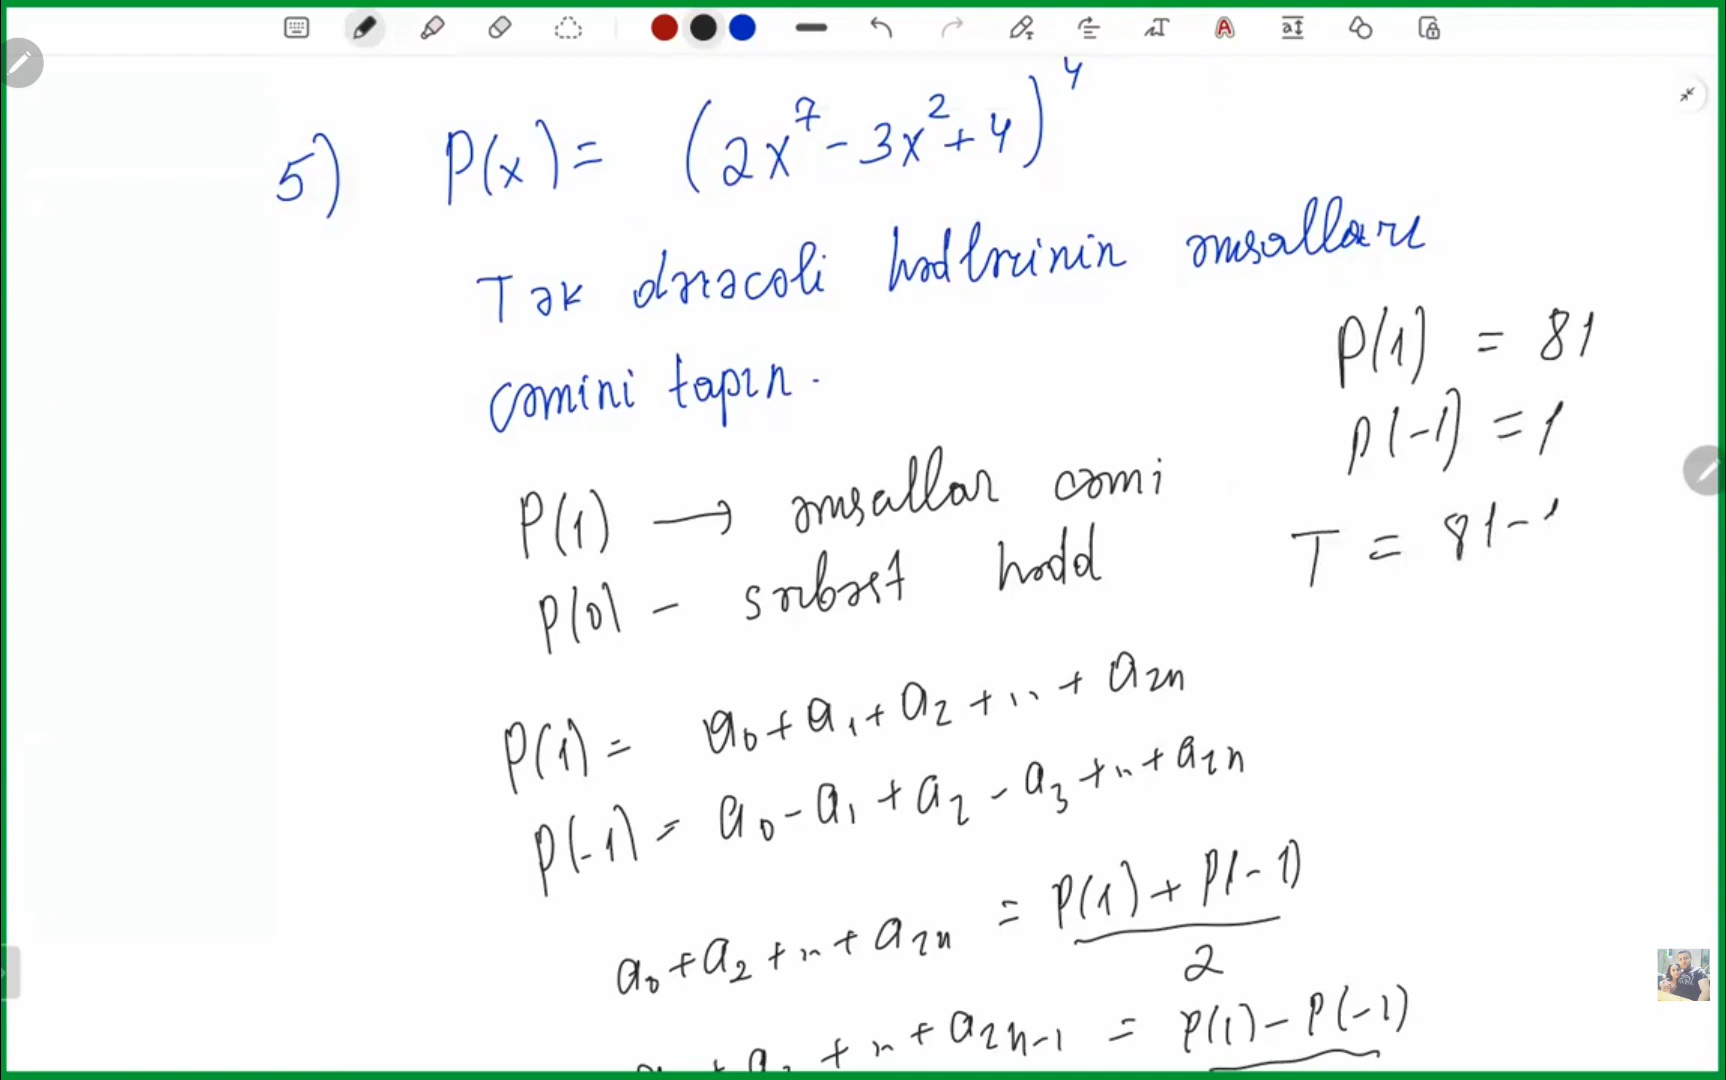 5) P(x) = (2x⁷ - 3x² + 4)⁴
Tək dərəcəli hədlərinin əmsalları
cəmini tapın.
P(1) = 81
P(-1) = 1
T = 81-1
P(1) → əmsallar cəmi
P(0) - sərbəst hədd
P(1) = a₀ + a₁ + a₂ + ... + a₂ₙ
P(-1) = a₀ - a₁ + a₂ - a₃ + ... + a₂ₙ
a₀ + a₂ + ... + a₂ₙ = (P(1) + P(-1))/2
+ ... + a₂ₙ₋₁ = P(1) - P(-1)